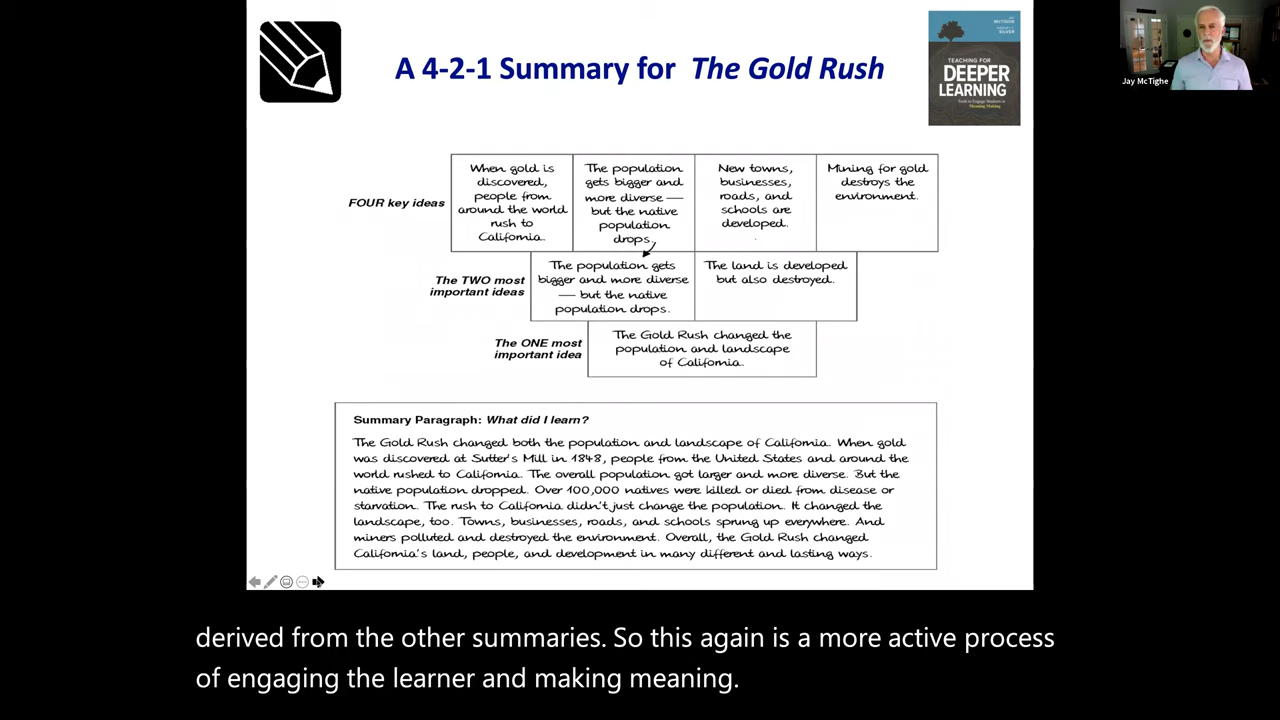 A 4-2-1 Summary for The Gold Rush
JAY
McTIGHE
SILVER
TEACHING FOR
DEEPER
LEARNING
Tools to Engage Students in
Meaning Making
Jay McTighe
FOUR key ideas
When gold is
discovered,
people from
around the world
rush to
California.
The population
gets bigger and
more diverse —
but the native
population
drops.
New towns,
businesses,
roads, and
schools are
developed.
Mining for gold
destroys the
environment.
The TWO most
important ideas
The population gets
bigger and more diverse
— but the native
population drops.
The land is developed
but also destroyed.
The ONE most
important idea
The Gold Rush changed the
population and landscape
of California.
Summary Paragraph: What did I learn?
The Gold Rush changed both the population and landscape of California. When gold
was discovered at Sutter's Mill in 1848, people from the United States and around the
world rushed to California. The overall population got larger and more diverse. But the
native population dropped. Over 100,000 natives were killed or died from disease or
starvation. The rush to California didn't just change the population. It changed the
landscape, too. Towns, businesses, roads, and schools sprung up everywhere. And
miners polluted and destroyed the environment. Overall, the Gold Rush changed
California's land, people, and development in many different and lasting ways.
derived from the other summaries. So this again is a more active process
of engaging the learner and making meaning.